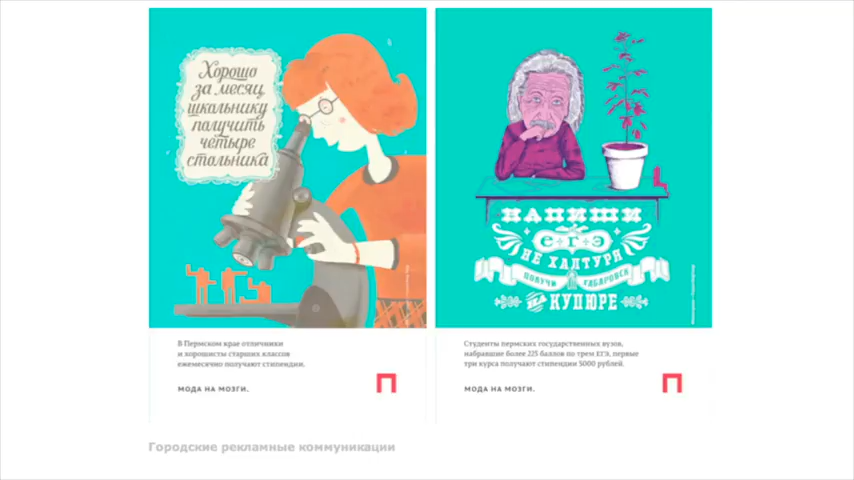 Хорошо
за месяц
школьнику
получить
четыре
стольника
НАПИШИ
ЕГЭ
НЕ ХАЛТУРЯ
ПОЛУЧИ
ХАБАРОВСК
НА
КУПЮРЕ
В Пермском крае отличники
и хорошисты старших классов
ежемесячно получают стипендии.
МОДА НА МОЗГИ.
П
Студенты пермских государственных вузов,
набравшие более 225 баллов по трем ЕГЭ, первые
три курса получают стипендии 5000 рублей.
МОДА НА МОЗГИ.
П
Городские рекламные коммуникации